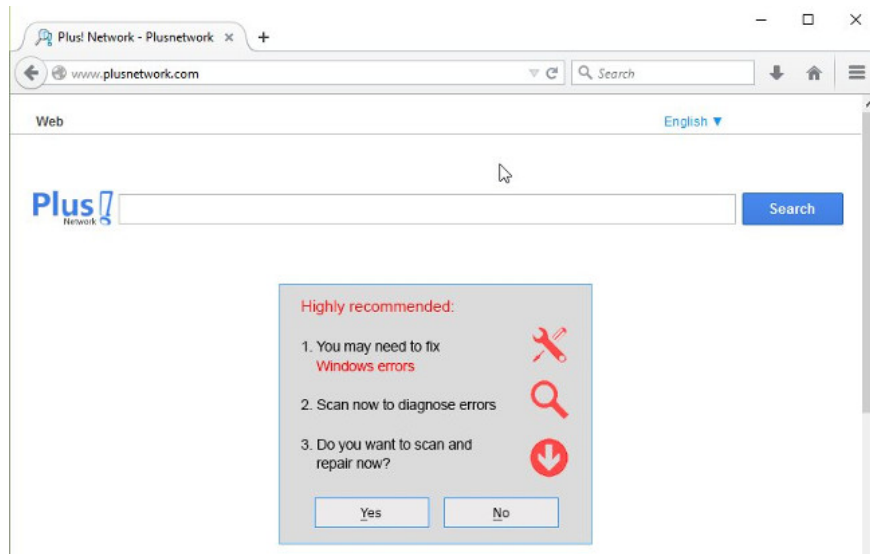 Plus! Network - Plusnetwork
www.plusnetwork.com
Search
Web
English ▼
Plus!
Network
Search
Highly recommended:
1. You may need to fix
Windows errors
2. Scan now to diagnose errors
3. Do you want to scan and
repair now?
Yes
No